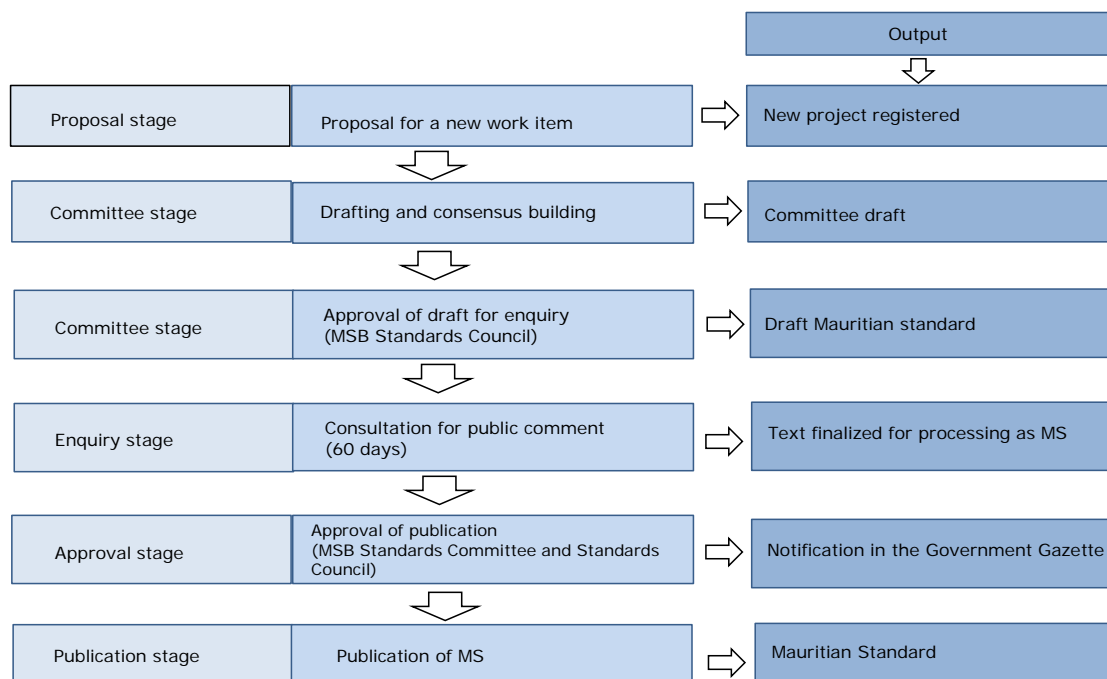 Output
Proposal stage
Proposal for a new work item
New project registered
Committee stage
Drafting and consensus building
Committee draft
Committee stage
Approval of draft for enquiry
(MSB Standards Council)
Draft Mauritian standard
Enquiry stage
Consultation for public comment
(60 days)
Text finalized for processing as MS
Approval stage
Approval of publication
(MSB Standards Committee and Standards
Council)
Notification in the Government Gazette
Publication stage
Publication of MS
Mauritian Standard